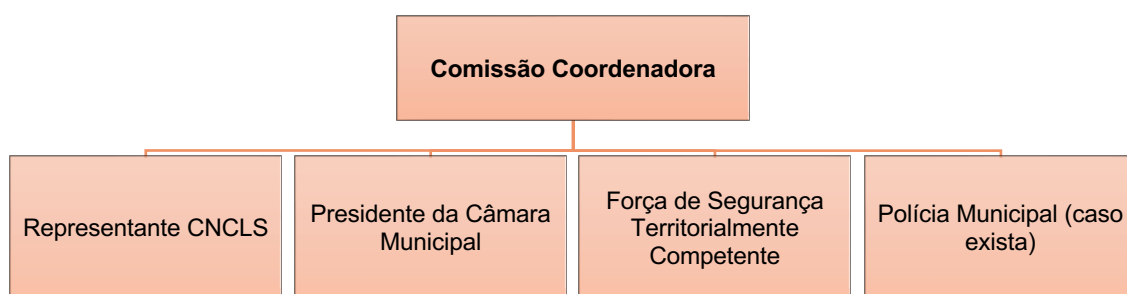 Comissão Coordenadora
Representante CNCLS
Presidente da Câmara
Municipal
Força de Segurança
Territorialmente
Competente
Polícia Municipal (caso
exista)